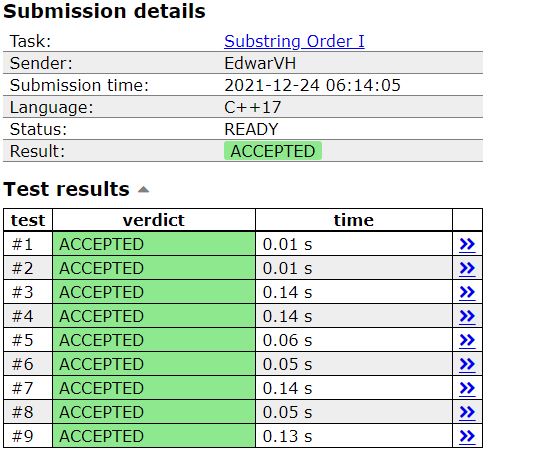 Submission details
Task: Substring Order I
Sender: EdwarVH
Submission time: 2021-12-24 06:14:05
Language: C++17
Status: READY
Result: ACCEPTED
Test results
test verdict time
#1 ACCEPTED 0.01 s
#2 ACCEPTED 0.01 s
#3 ACCEPTED 0.14 s
#4 ACCEPTED 0.14 s
#5 ACCEPTED 0.06 s
#6 ACCEPTED 0.05 s
#7 ACCEPTED 0.14 s
#8 ACCEPTED 0.05 s
#9 ACCEPTED 0.13 s